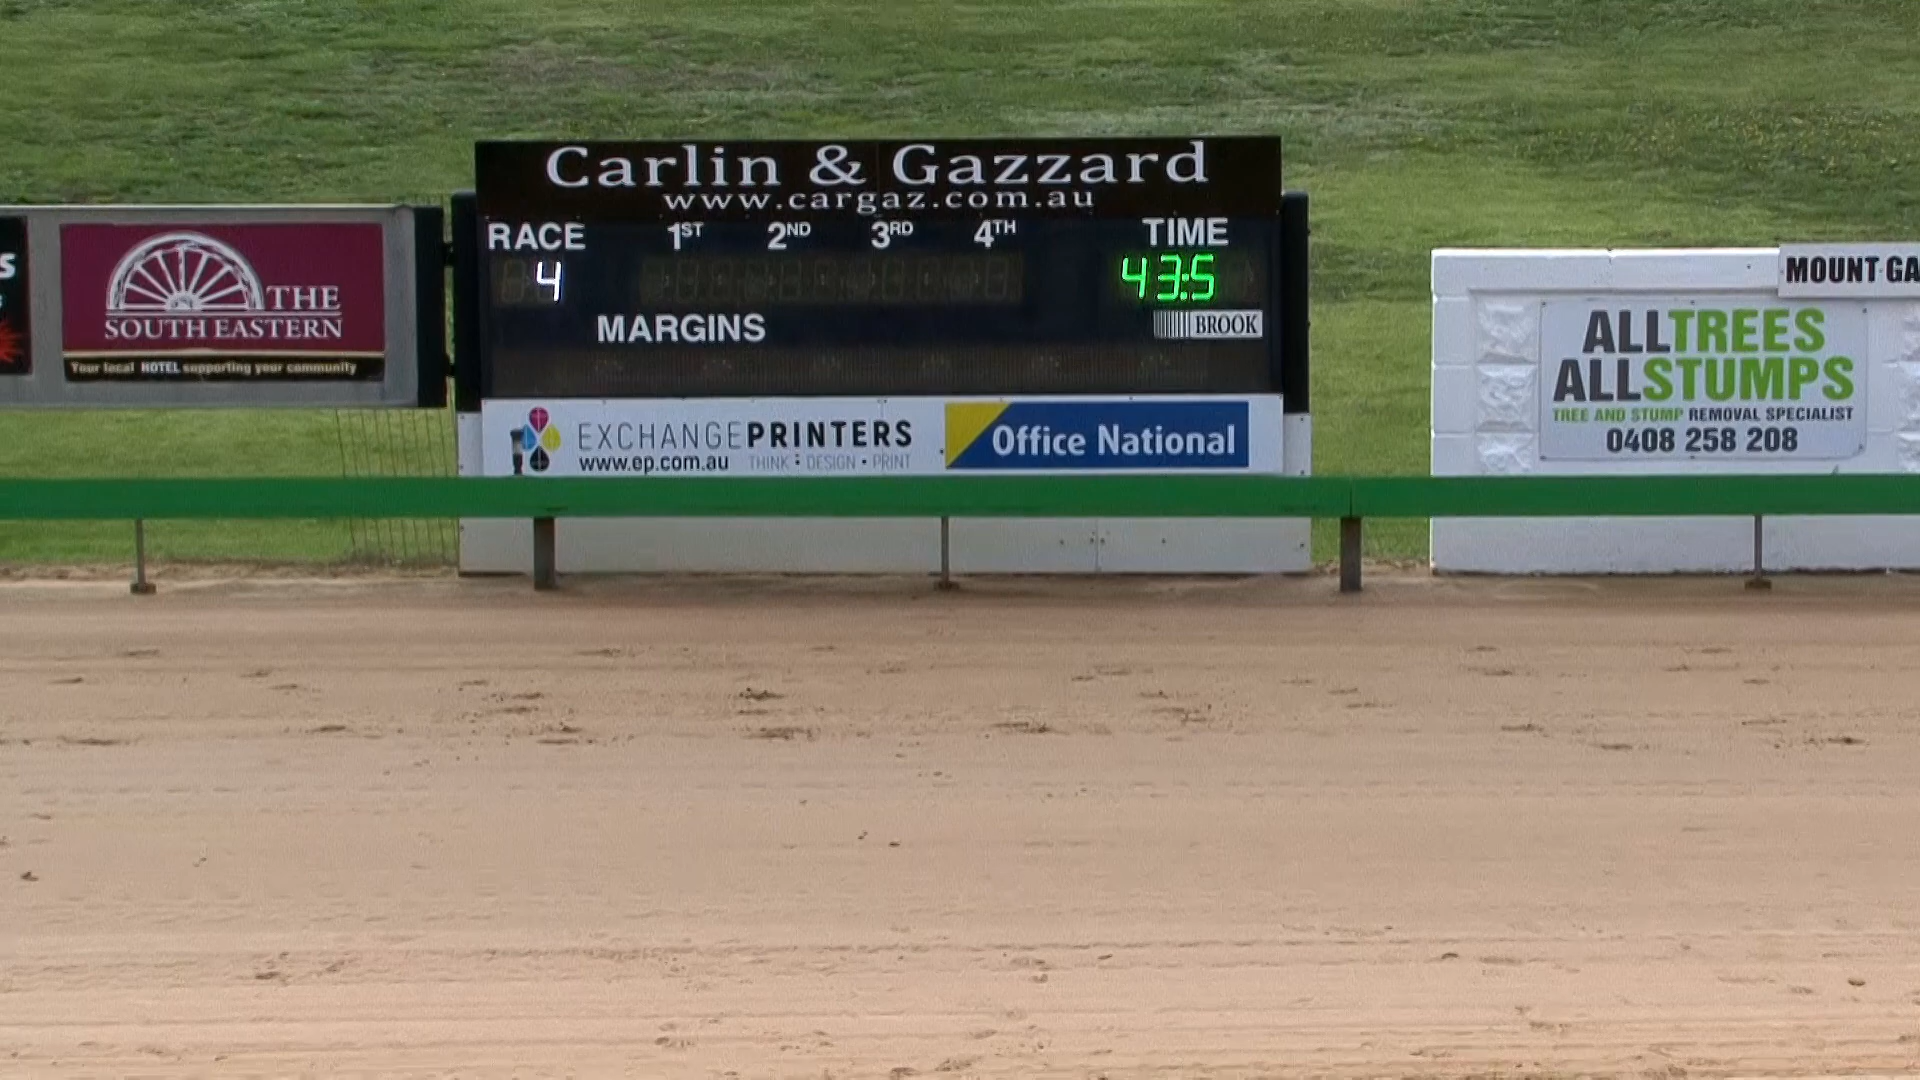 Carlin & Gazzard
www.cargaz.com.au
RACE 1ST 2ND 3RD 4TH TIME
4 43:5
MARGINS
BROOK
THE
SOUTH EASTERN
Your local HOTEL supporting your community
EXCHANGEPRINTERS
www.ep.com.au THINK : DESIGN • PRINT
Office National
MOUNT GA
ALLTREES
ALLSTUMPS
TREE AND STUMP REMOVAL SPECIALIST
0408 258 208